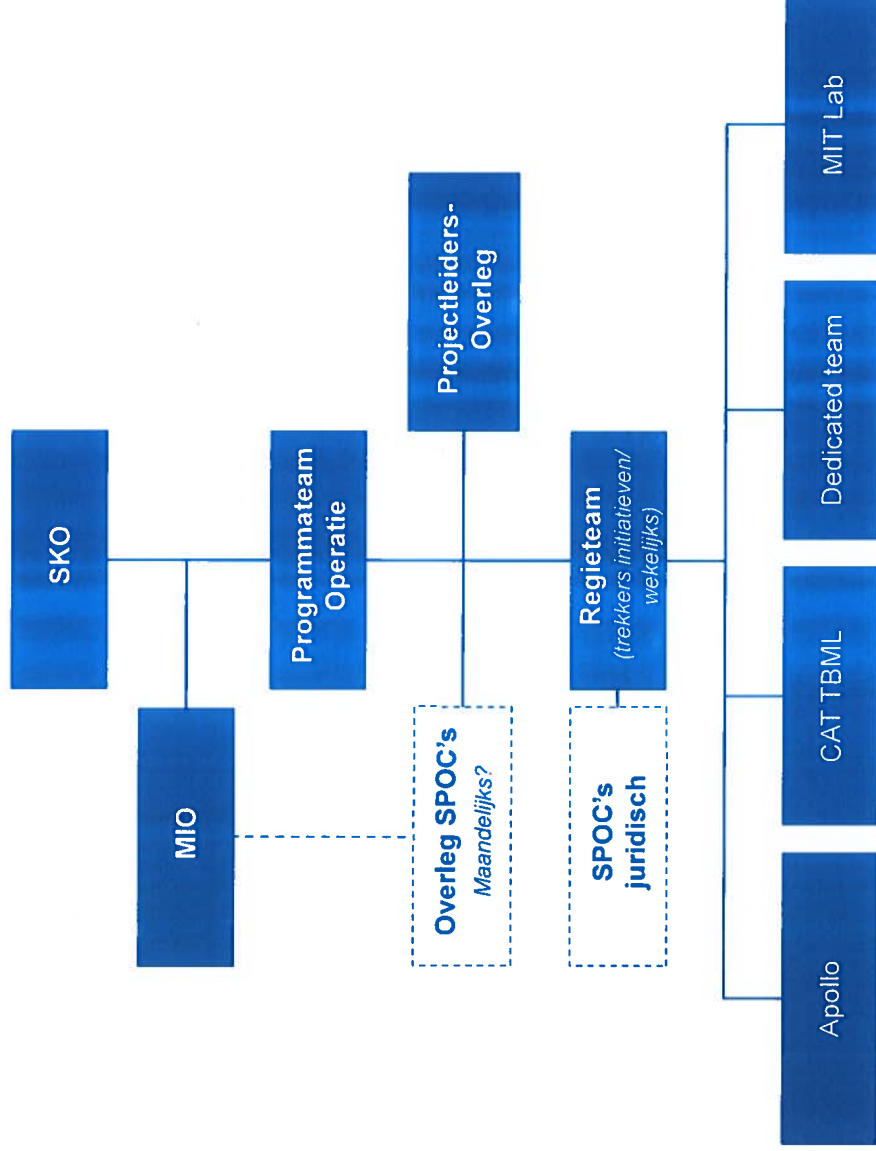 SKO
MIO
Programmateam
Operatie
Overleg SPOC's
Maandelijks?
Projectleiders-
Overleg
SPOC's
juridisch
Regieteam
(trekkers initiatieven/
wekelijks)
Apollo
CAT TBML
Dedicated team
MIT Lab